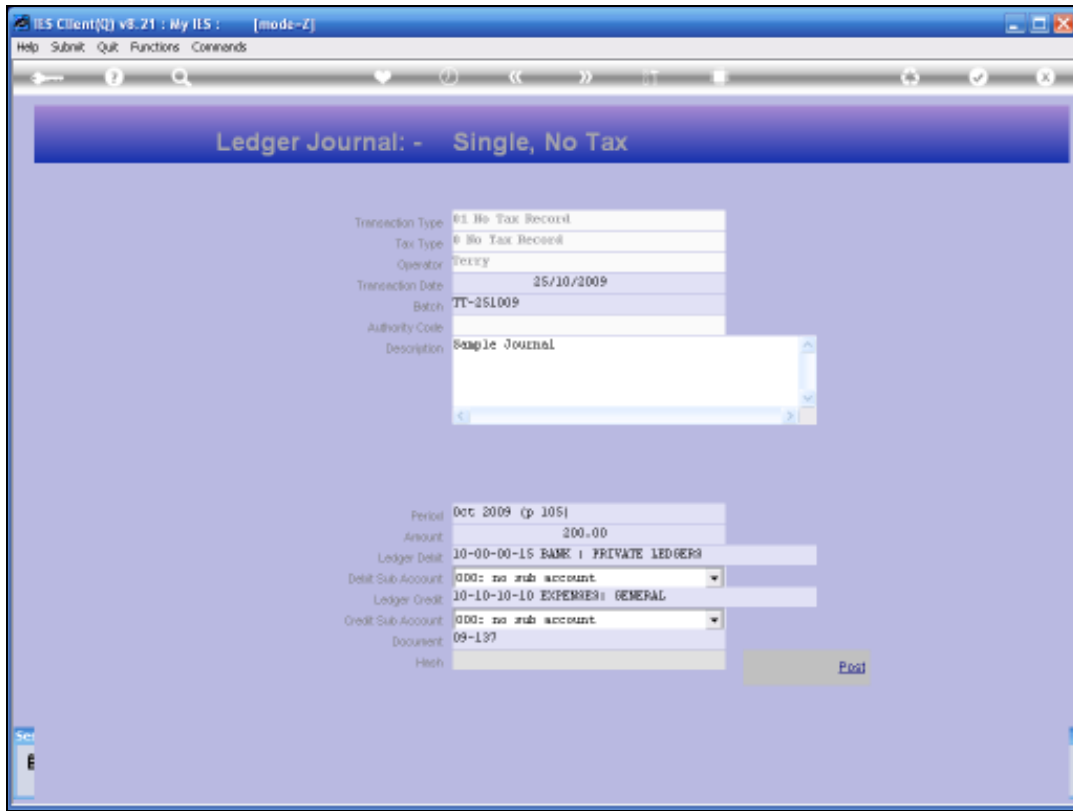 IES Client(Q) v8.21 : My IES : [mode-Z]
Help Submit Quit Functions Commands
Ledger Journal: - Single, No Tax
Transaction Type 01 No Tax Record
Tax Type 0 No Tax Record
Operator Terry
Transaction Date 25/10/2009
Batch TT-251009
Authority Code
Description Sample Journal
Period Oct 2009 (p 105)
Amount 200.00
Ledger Debit 10-00-00-15 BANK : PRIVATE LEDGERS
Debit Sub Account 000: no sub account
Ledger Credit 10-10-10-10 EXPENSES: GENERAL
Credit Sub Account 000: no sub account
Document 09-137
Hash
Post
Ser